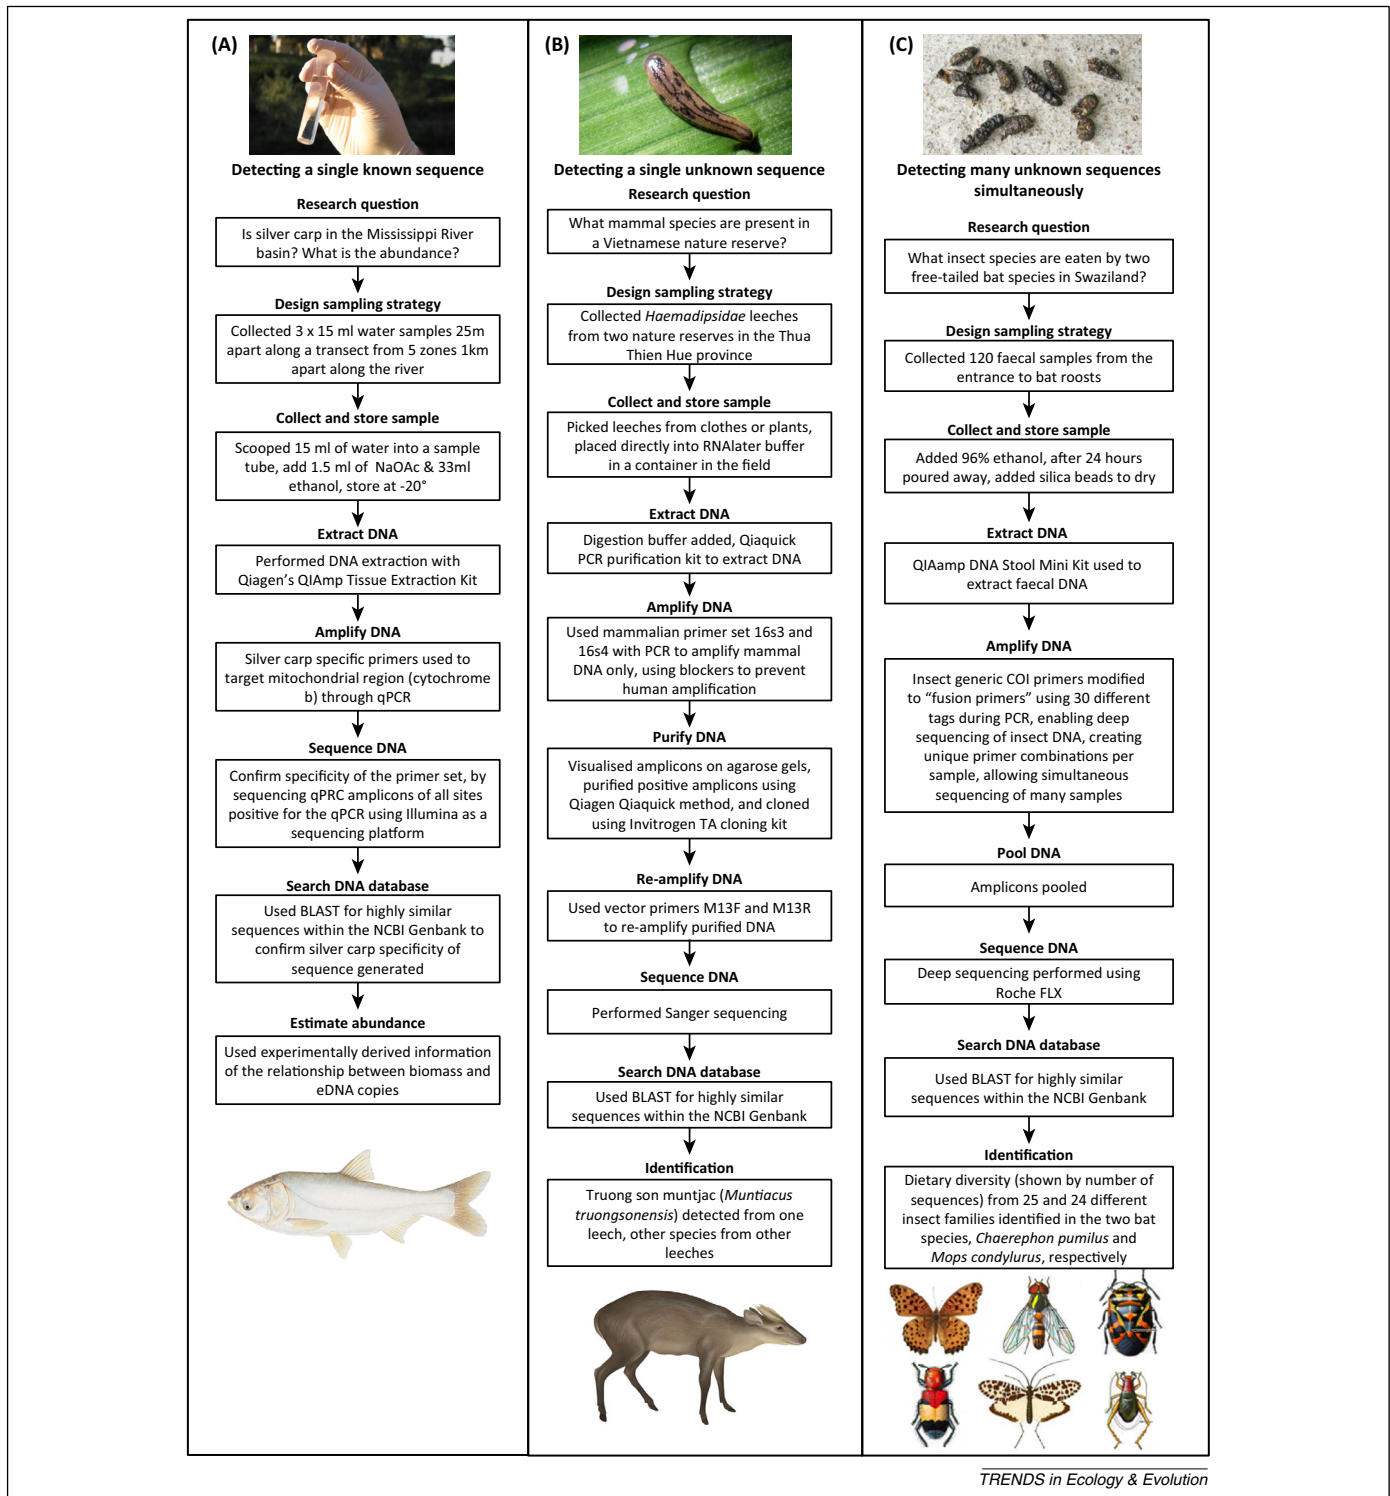 (A)
Detecting a single known sequence
Research question
Is silver carp in the Mississippi River
basin? What is the abundance?
Design sampling strategy
Collected 3 x 15 ml water samples 25m
apart along a transect from 5 zones 1km
apart along the river
Collect and store sample
Scooped 15 ml of water into a sample
tube, add 1.5 ml of NaOAc & 33ml
ethanol, store at -20°
Extract DNA
Performed DNA extraction with
Qiagen's QIAmp Tissue Extraction Kit
Amplify DNA
Silver carp specific primers used to
target mitochondrial region (cytochrome
b) through qPCR
Sequence DNA
Confirm specificity of the primer set, by
sequencing qPRC amplicons of all sites
positive for the qPCR using Illumina as a
sequencing platform
Search DNA database
Used BLAST for highly similar
sequences within the NCBI Genbank to
confirm silver carp specificity of
sequence generated
Estimate abundance
Used experimentally derived information
of the relationship between biomass and
eDNA copies
(B)
Detecting a single unknown sequence
Research question
What mammal species are present in
a Vietnamese nature reserve?
Design sampling strategy
Collected Haemadipsidae leeches
from two nature reserves in the Thua
Thien Hue province
Collect and store sample
Picked leeches from clothes or plants,
placed directly into RNAlater buffer
in a container in the field
Extract DNA
Digestion buffer added, Qiaquick
PCR purification kit to extract DNA
Amplify DNA
Used mammalian primer set 16s3 and
16s4 with PCR to amplify mammal
DNA only, using blockers to prevent
human amplification
Purify DNA
Visualised amplicons on agarose gels,
purified positive amplicons using
Qiagen Qiaquick method, and cloned
using Invitrogen TA cloning kit
Re-amplify DNA
Used vector primers M13F and M13R
to re-amplify purified DNA
Sequence DNA
Performed Sanger sequencing
Search DNA database
Used BLAST for highly similar
sequences within the NCBI Genbank
Identification
Truong son muntjac (Muntiacus
truongsonensis) detected from one
leech, other species from other
leeches
(C)
Detecting many unknown sequences
simultaneously
Research question
What insect species are eaten by two
free-tailed bat species in Swaziland?
Design sampling strategy
Collected 120 faecal samples from the
entrance to bat roosts
Collect and store sample
Added 96% ethanol, after 24 hours
poured away, added silica beads to dry
Extract DNA
QIAamp DNA Stool Mini Kit used to
extract faecal DNA
Amplify DNA
Insect generic COI primers modified
to “fusion primers” using 30 different
tags during PCR, enabling deep
sequencing of insect DNA, creating
unique primer combinations per
sample, allowing simultaneous
sequencing of many samples
Pool DNA
Amplicons pooled
Sequence DNA
Deep sequencing performed using
Roche FLX
Search DNA database
Used BLAST for highly similar
sequences within the NCBI Genbank
Identification
Dietary diversity (shown by number of
sequences) from 25 and 24 different
insect families identified in the two bat
species, Chaerephon pumilus and
Mops condylurus, respectively
TRENDS in Ecology & Evolution